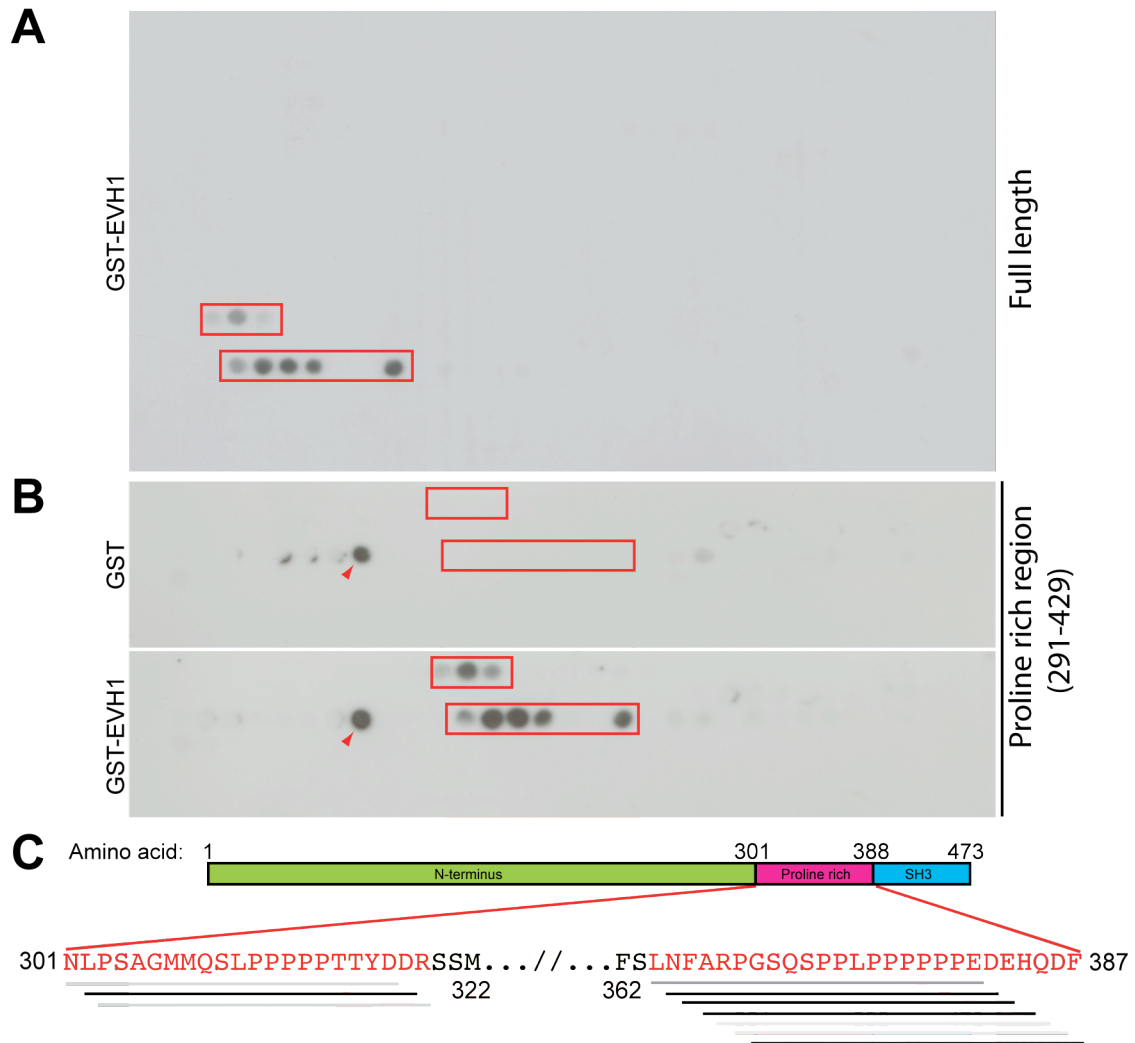 A
GST-EVH1
Full length
B
GST
GST-EVH1
Proline rich region
(291-429)
C
Amino acid: 1 301 388 473
N-terminus Proline rich SH3
301 NLPSAGMMQSLPPPPPTTYDDRSSM...//...FSLNFARPGSQSPPLPPPPPPEDEHQDF 387
322 362